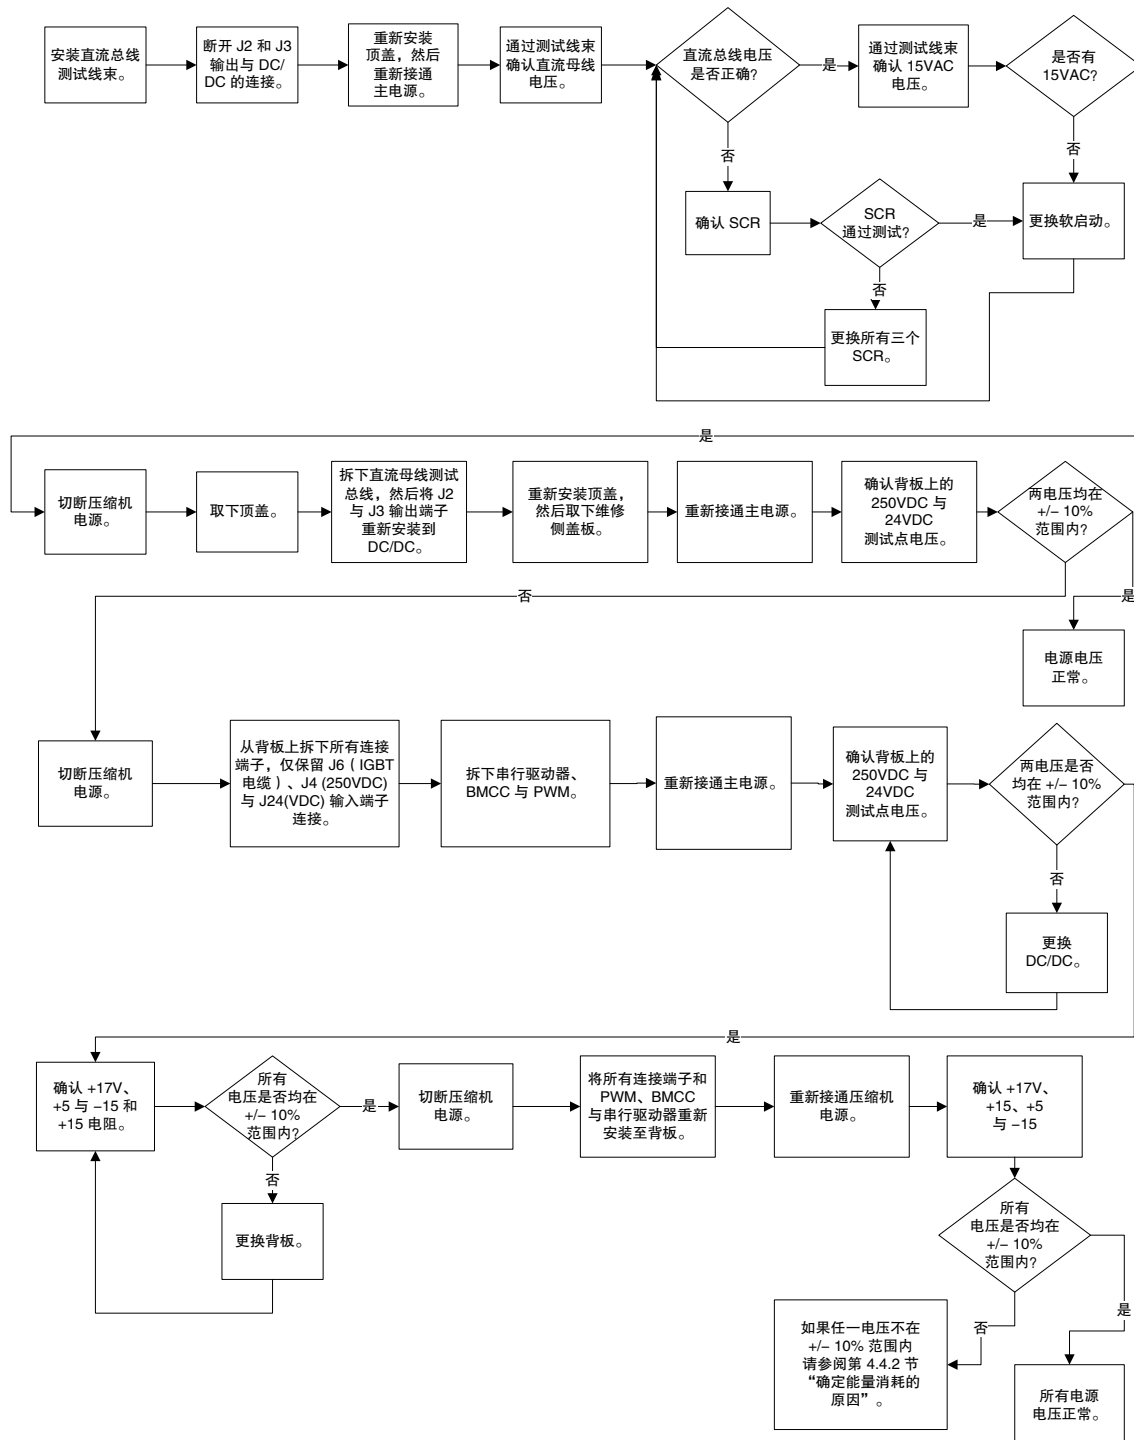 安装直流总线
测试线束。
断开 J2 和 J3
输出与 DC/
DC 的连接。
重新安装
顶盖，然后
重新接通
主电源。
通过测试线束
确认直流母线
电压。
直流总线电压
是否正确?
是
通过测试线束
确认 15VAC
电压。
是否有
15VAC?
否
否
确认 SCR
SCR
通过测试?
是
更换软启动。
否
更换所有三个
SCR。
是
切断压缩机
电源。
取下顶盖。
拆下直流母线测试
总线，然后将 J2
与 J3 输出端子
重新安装到
DC/DC。
重新安装顶盖，
然后取下维修
侧盖板。
重新接通主电源。
确认背板上的
250VDC 与
24VDC
测试点电压。
两电压均在
+/– 10%
范围内?
否
是
电源电压
正常。
切断压缩机
电源。
从背板上拆下所有连接
端子，仅保留 J6（ IGBT
电缆）、J4 (250VDC)
与 J24(VDC) 输入端子
连接。
拆下串行驱动器、
BMCC 与 PWM。
重新接通主电源。
确认背板上的
250VDC 与
24VDC
测试点电压。
两电压是否
均在 +/– 10%
范围内?
否
更换
DC/DC。
是
确认 +17V、
+5 与 –15 和
+15 电阻。
所有
电压是否均在
+/– 10%
范围内?
是
切断压缩机
电源。
将所有连接端子和
PWM、BMCC
与串行驱动器重新
安装至背板。
重新接通压缩机
电源。
确认 +17V、
+15、+5
与 –15
否
更换背板。
所有
电压是否均在
+/– 10%
范围内?
是
否
如果任一电压不在
+/– 10% 范围内
请参阅第 4.4.2 节
“确定能量消耗的
原因”。
所有电源
电压正常。